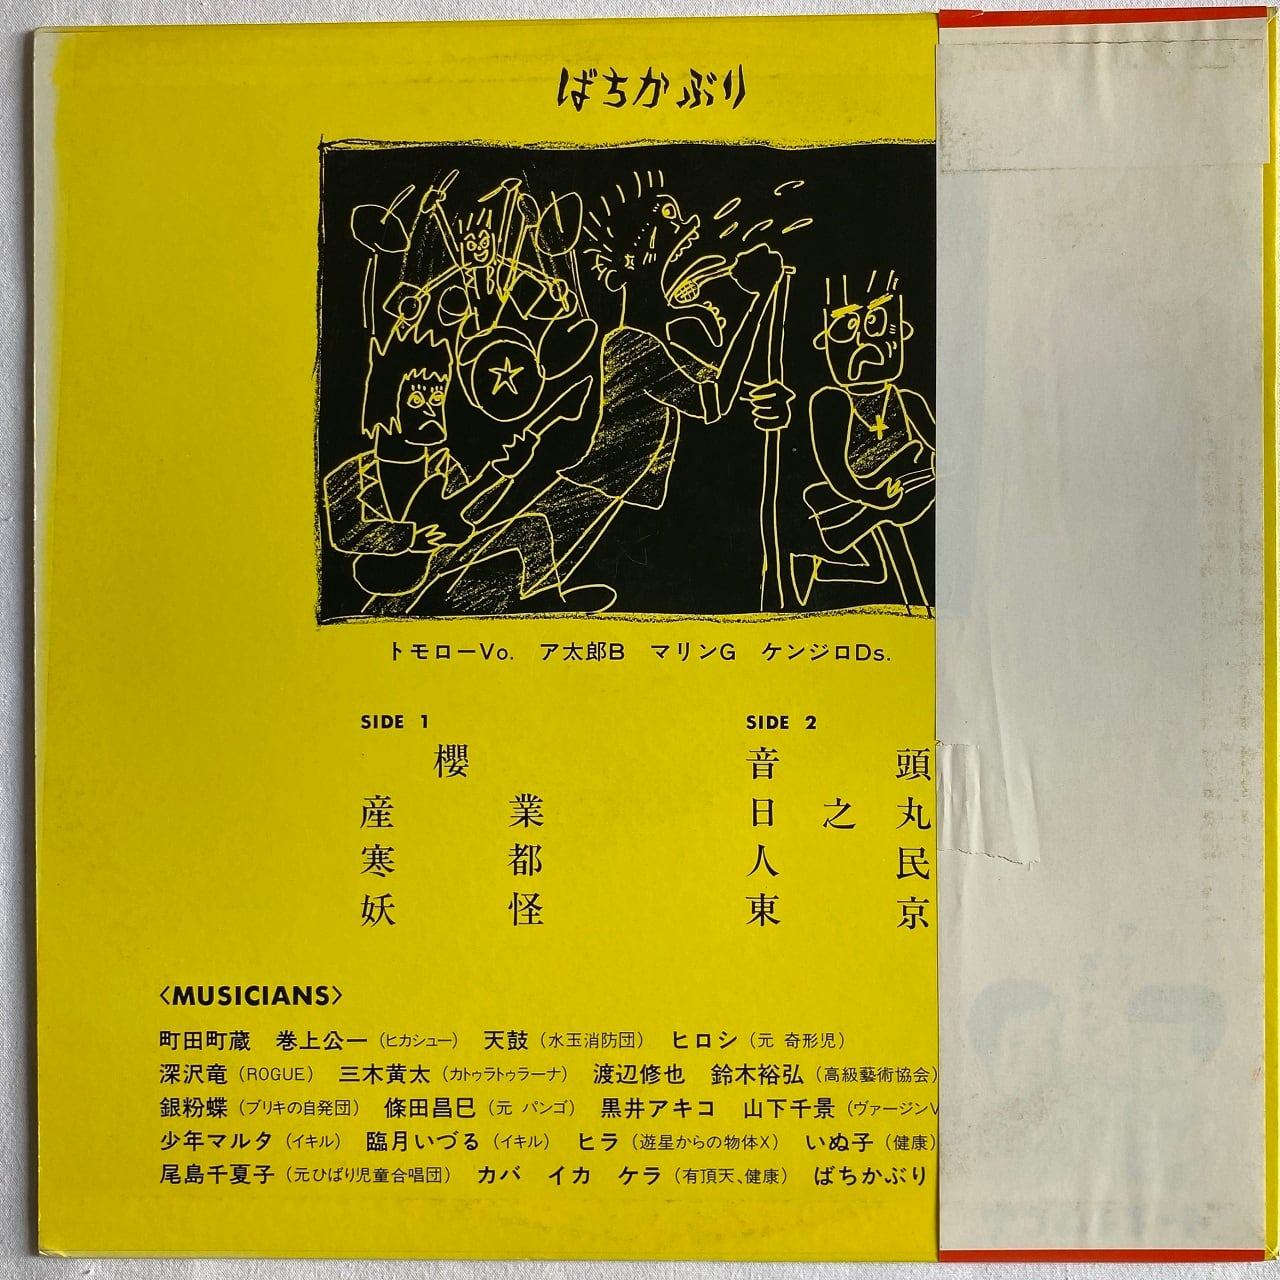 ばちかぶり
トモローVo. ア太郎B マリンG ケンジロDs.
SIDE 1
櫻
産業
寒都
妖怪
SIDE 2
音頭
日之丸
人民
東京
〈MUSICIANS〉
町田町蔵 巻上公一(ヒカシュー) 天鼓(水玉消防団) ヒロシ(元 奇形児)
深沢竜(ROGUE) 三木黄太(カトゥラトゥラーナ) 渡辺修也 鈴木裕弘(高級藝術協会)
銀粉蝶(ブリキの自発団) 條田昌巳(元 パンゴ) 黒井アキコ 山下千景(ヴァージンV
少年マルタ(イキル) 臨月いづる(イキル) ヒラ(遊星からの物体X) いぬ子(健康)
尾島千夏子(元ひばり児童合唱団) カバ イカ ケラ(有頂天、健康) ばちかぶり